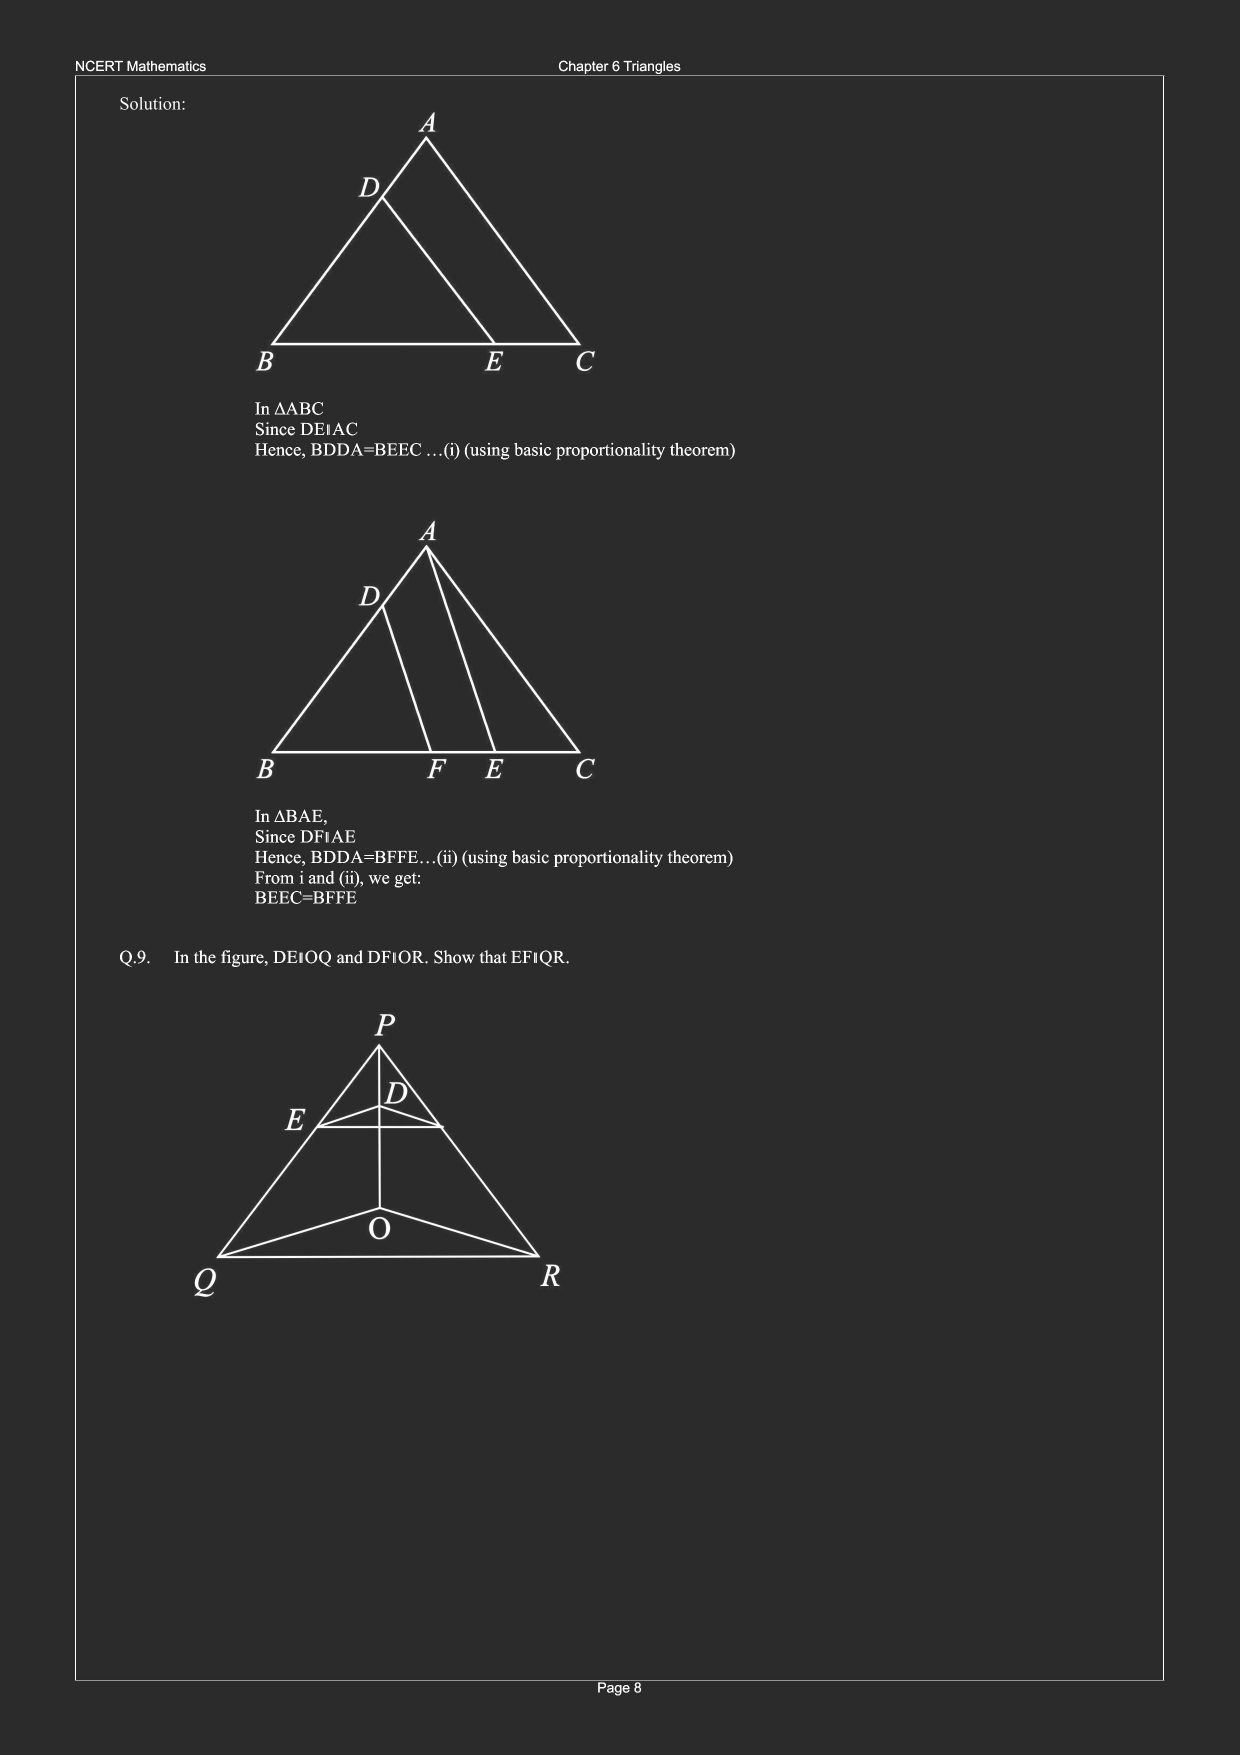 NCERT Mathematics Chapter 6 Triangles
Solution:
A
D
B E C
In ΔABC
Since DE∥AC
Hence, BDDA=BEEC …(i) (using basic proportionality theorem)
A
D
B F E C
In ΔBAE,
Since DF∥AE
Hence, BDDA=BFFE…(ii) (using basic proportionality theorem)
From i and (ii), we get:
BEEC=BFFE
Q.9. In the figure, DE∥OQ and DF∥OR. Show that EF∥QR.
P
D
E
O
Q R
Page 8